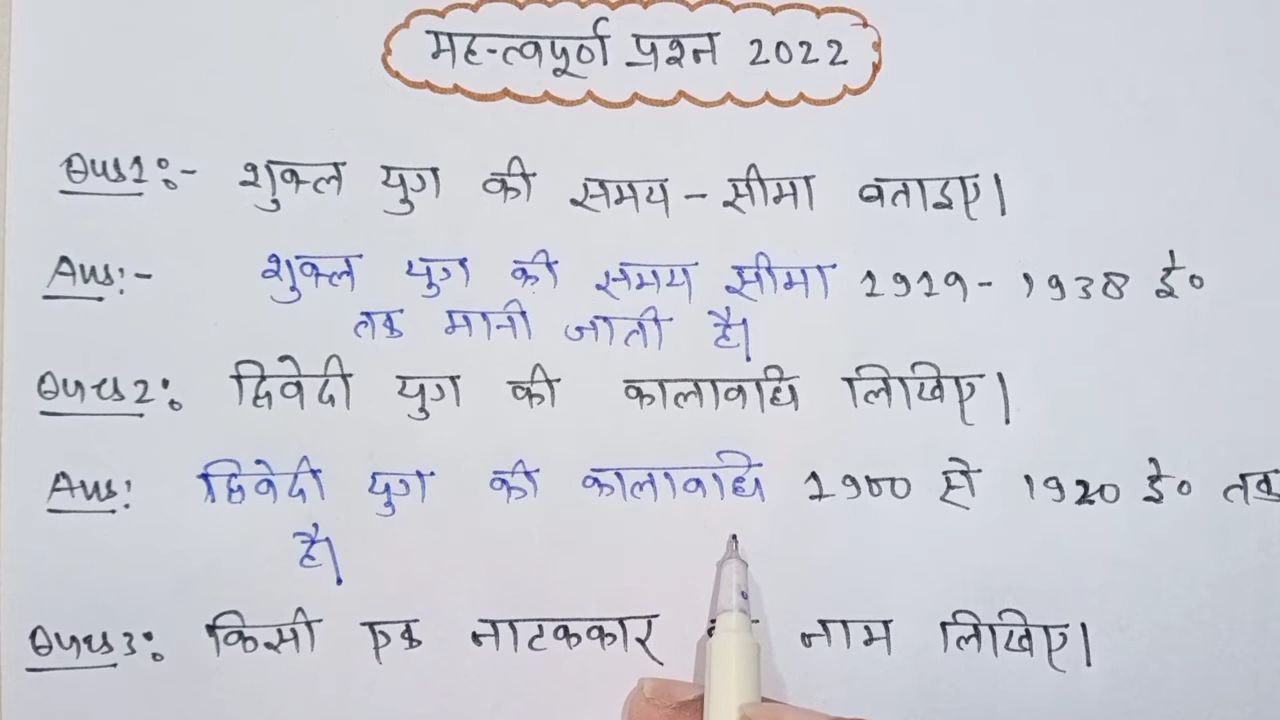 महत्वपूर्ण प्रश्न 2022
Ques1:- शुक्ल युग की समय-सीमा बताइए।
Ans:- शुक्ल युग की समय सीमा 1919-1938 ई०
तक मानी जाती है।
Ques2: द्विवेदी युग की कालावधि लिखिए।
Ans: द्विवेदी युग की कालावधि 1900 से 1920 ई० तक
है।
Ques3: किसी एक नाटककार नाम लिखिए।